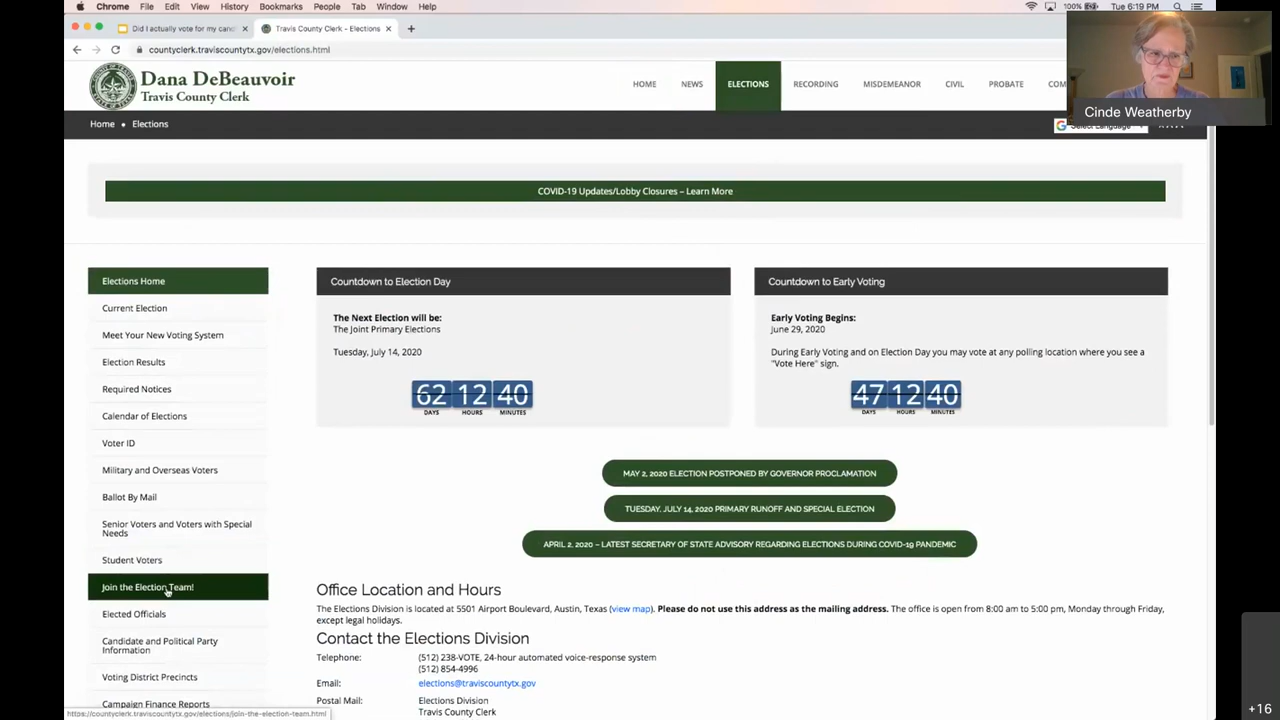 Chrome File Edit View History Bookmarks People Tab Window Help
100% Tue 6:19 PM
Did I actually vote for my can
Travis County Clerk - Elections
countyclerk.traviscountytx.gov/elections.html
Dana DeBeauvoir
Travis County Clerk
HOME NEWS ELECTIONS RECORDING MISDEMEANOR CIVIL PROBATE COM
Cinde Weatherby
Home • Elections
Select Language
COVID-19 Updates/Lobby Closures – Learn More
Elections Home
Current Election
Meet Your New Voting System
Election Results
Required Notices
Calendar of Elections
Voter ID
Military and Overseas Voters
Ballot By Mail
Senior Voters and Voters with Special
Needs
Student Voters
Join the Election Team!
Elected Officials
Candidate and Political Party
Information
Voting District Precincts
Campaign Finance Reports
https://countyclerk.traviscountytx.gov/elections/join-the-election-team.html
Countdown to Election Day
The Next Election will be:
The Joint Primary Elections
Tuesday, July 14, 2020
62 12 40
DAYS HOURS MINUTES
Countdown to Early Voting
Early Voting Begins:
June 29, 2020
During Early Voting and on Election Day you may vote at any polling location where you see a
"Vote Here" sign.
47 12 40
DAYS HOURS MINUTES
MAY 2, 2020 ELECTION POSTPONED BY GOVERNOR PROCLAMATION
TUESDAY, JULY 14, 2020 PRIMARY RUNOFF AND SPECIAL ELECTION
APRIL 2, 2020 – LATEST SECRETARY OF STATE ADVISORY REGARDING ELECTIONS DURING COVID-19 PANDEMIC
Office Location and Hours
The Elections Division is located at 5501 Airport Boulevard, Austin, Texas (view map). Please do not use this address as the mailing address. The office is open from 8:00 am to 5:00 pm, Monday through Friday,
except legal holidays.
Contact the Elections Division
Telephone: (512) 238-VOTE, 24-hour automated voice-response system
(512) 854-4996
Email: elections@traviscountytx.gov
Postal Mail: Elections Division
Travis County Clerk
+16